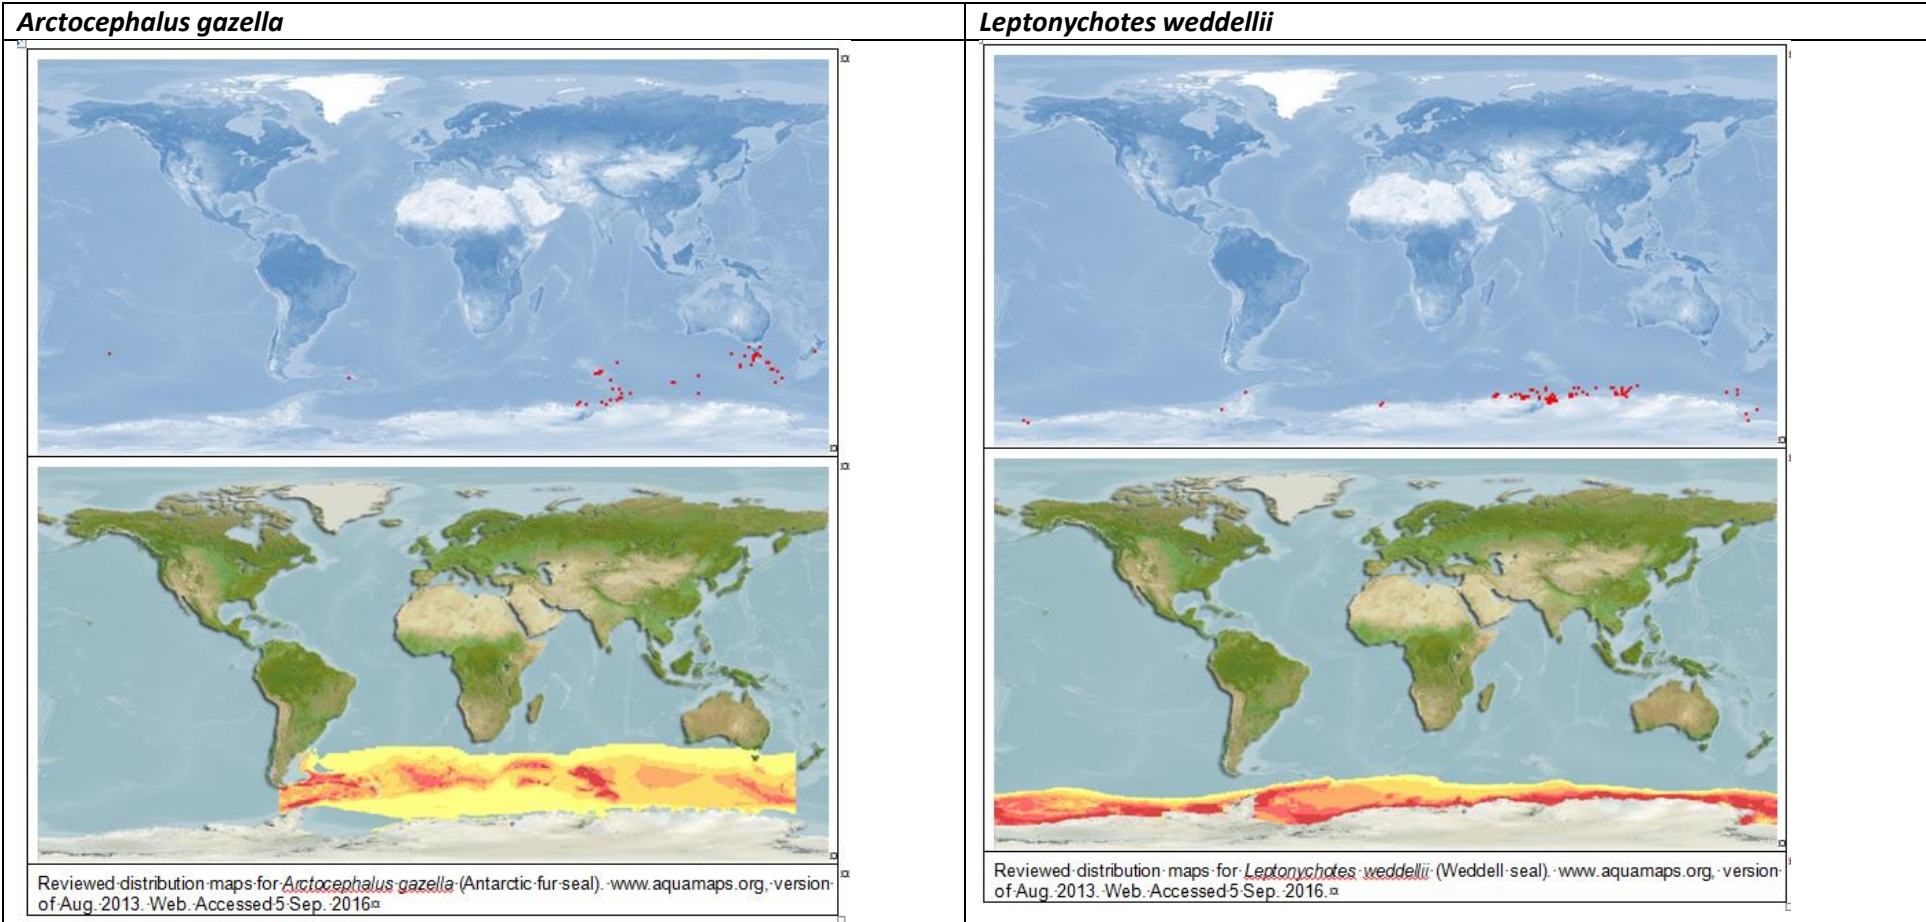 Arctocephalus gazella
Leptonychotes weddellii
¤
¤
¤
¤
¤
Reviewed·distribution·maps·for·Arctocephalus·gazella·(Antarctic·fur·seal).··www.aquamaps.org,·version·
of·Aug.·2013.·Web.·Accessed·5·Sep.·2016¤
¤
¤
Reviewed·distribution·maps·for·Leptonychotes·weddellii·(Weddell·seal).·www.aquamaps.org,·version·
of·Aug.·2013.·Web.·Accessed·5·Sep.·2016.¤